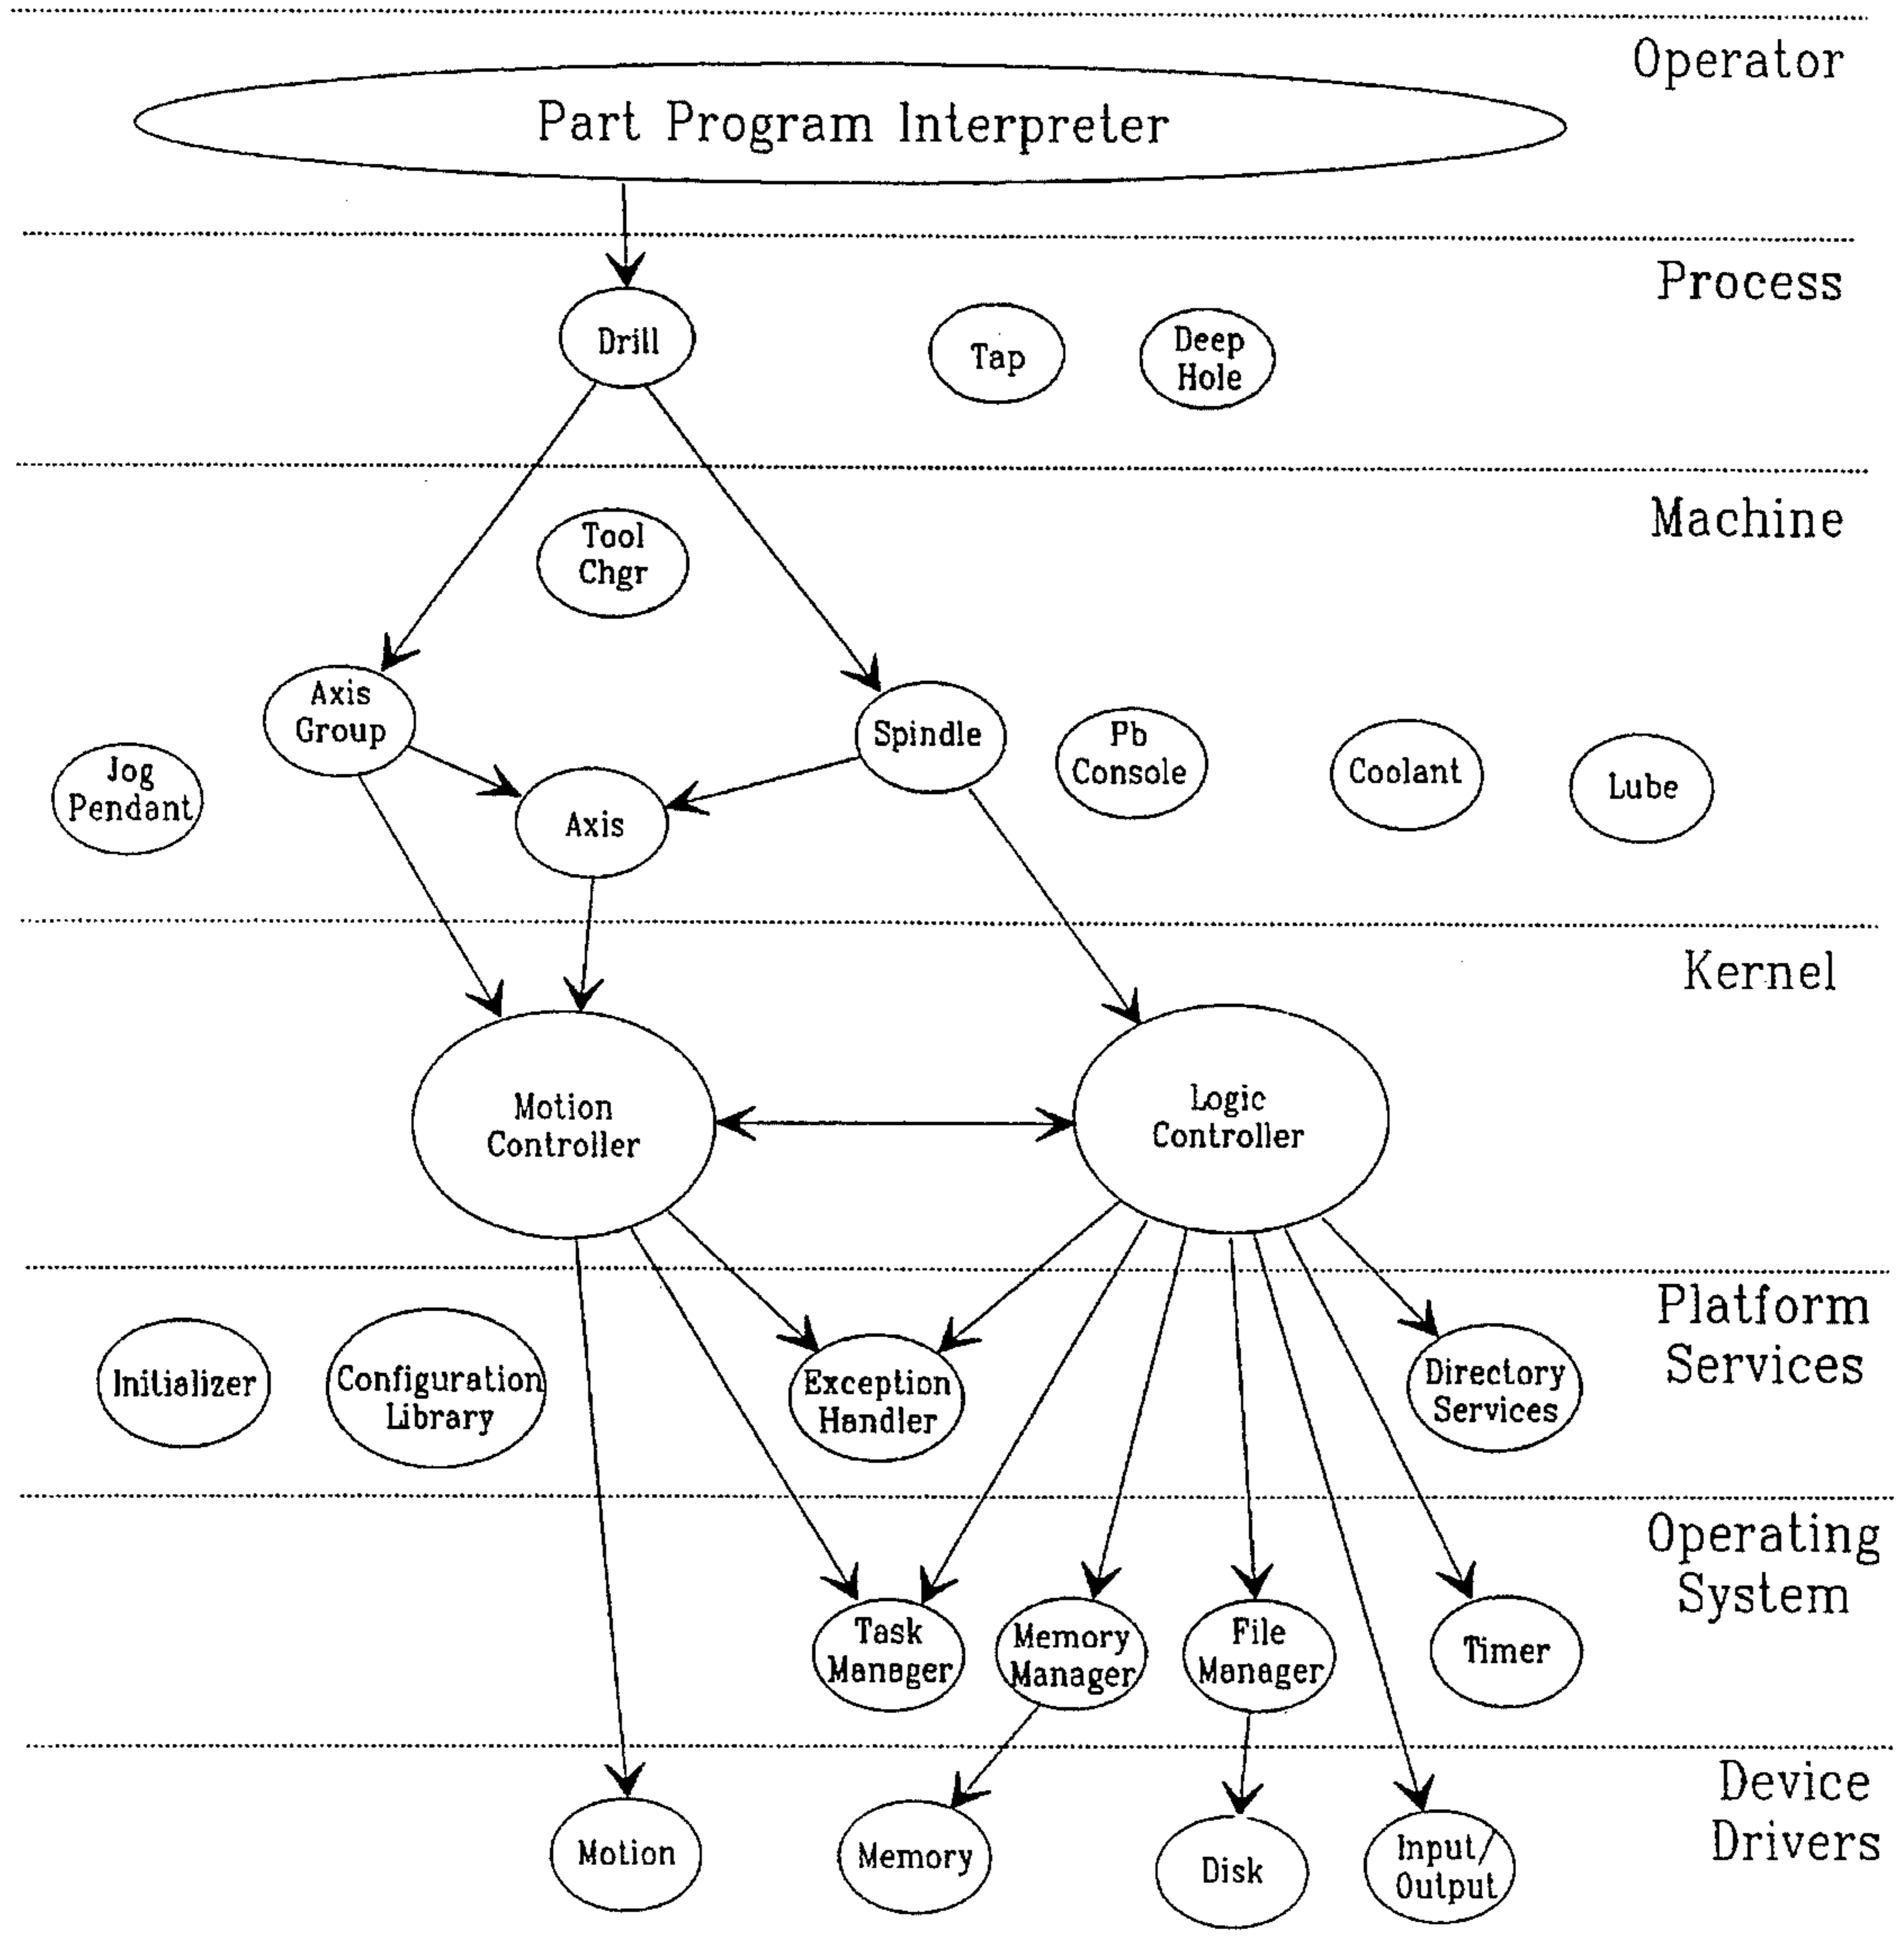 Operator
Part Program Interpreter
Process
Drill
Tap
Deep
Hole
Machine
Tool
Chgr
Axis
Group
Spindle
Pb
Console
Coolant
Lube
Jog
Pendant
Axis
Kernel
Motion
Controller
Logic
Controller
Platform
Services
Initializer
Configuration
Library
Exception
Handler
Directory
Services
Operating
System
Task
Manager
Memory
Manager
File
Manager
Timer
Device
Drivers
Motion
Memory
Disk
Input/
Output